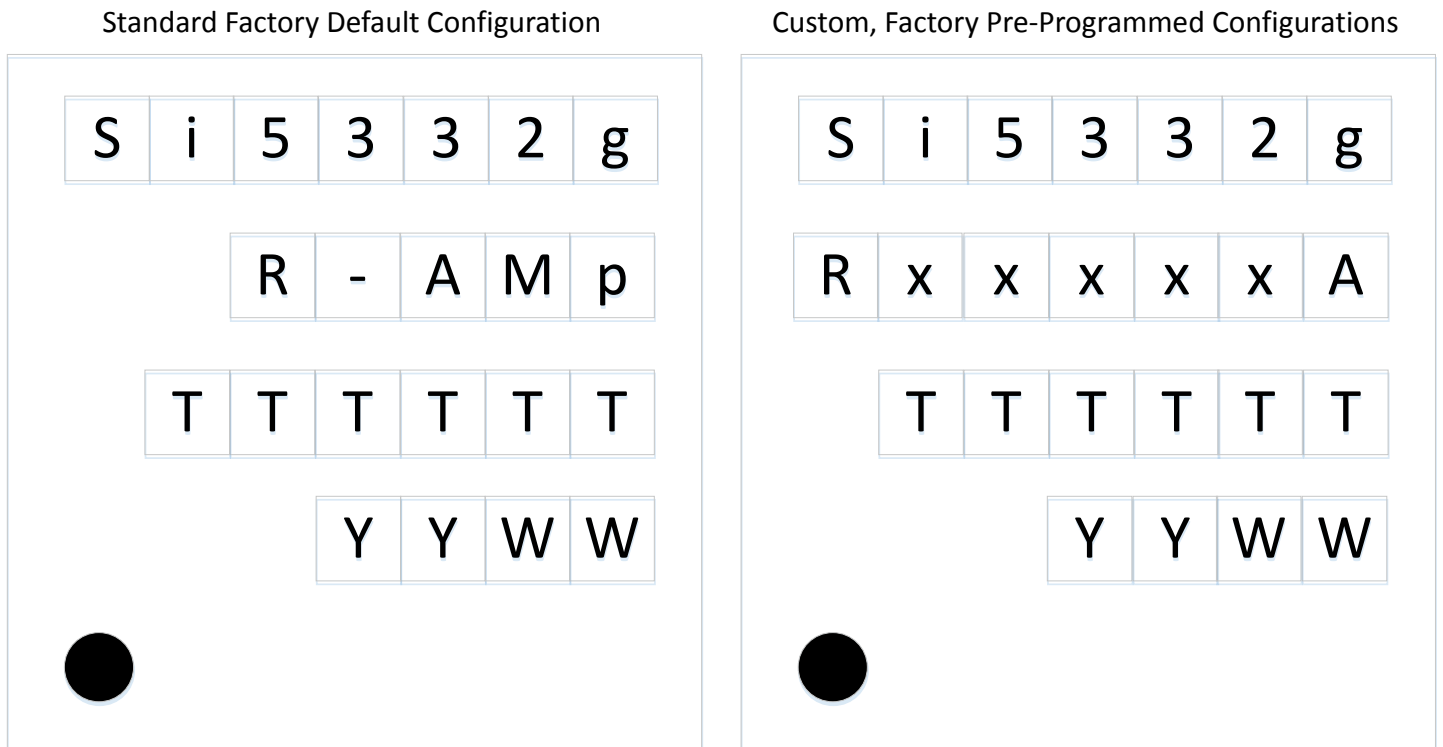 Standard Factory Default Configuration
Si5332g
R-AMp
TTTTTT
YYWW
Custom, Factory Pre-Programmed Configurations
Si5332g
RxxxxxA
TTTTTT
YYWW